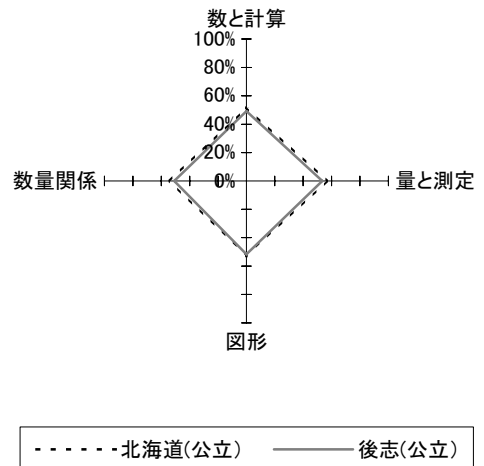 数と計算
100%
80%
60%
40%
20%
0%
数量関係
量と測定
図形
北海道(公立)
後志(公立)